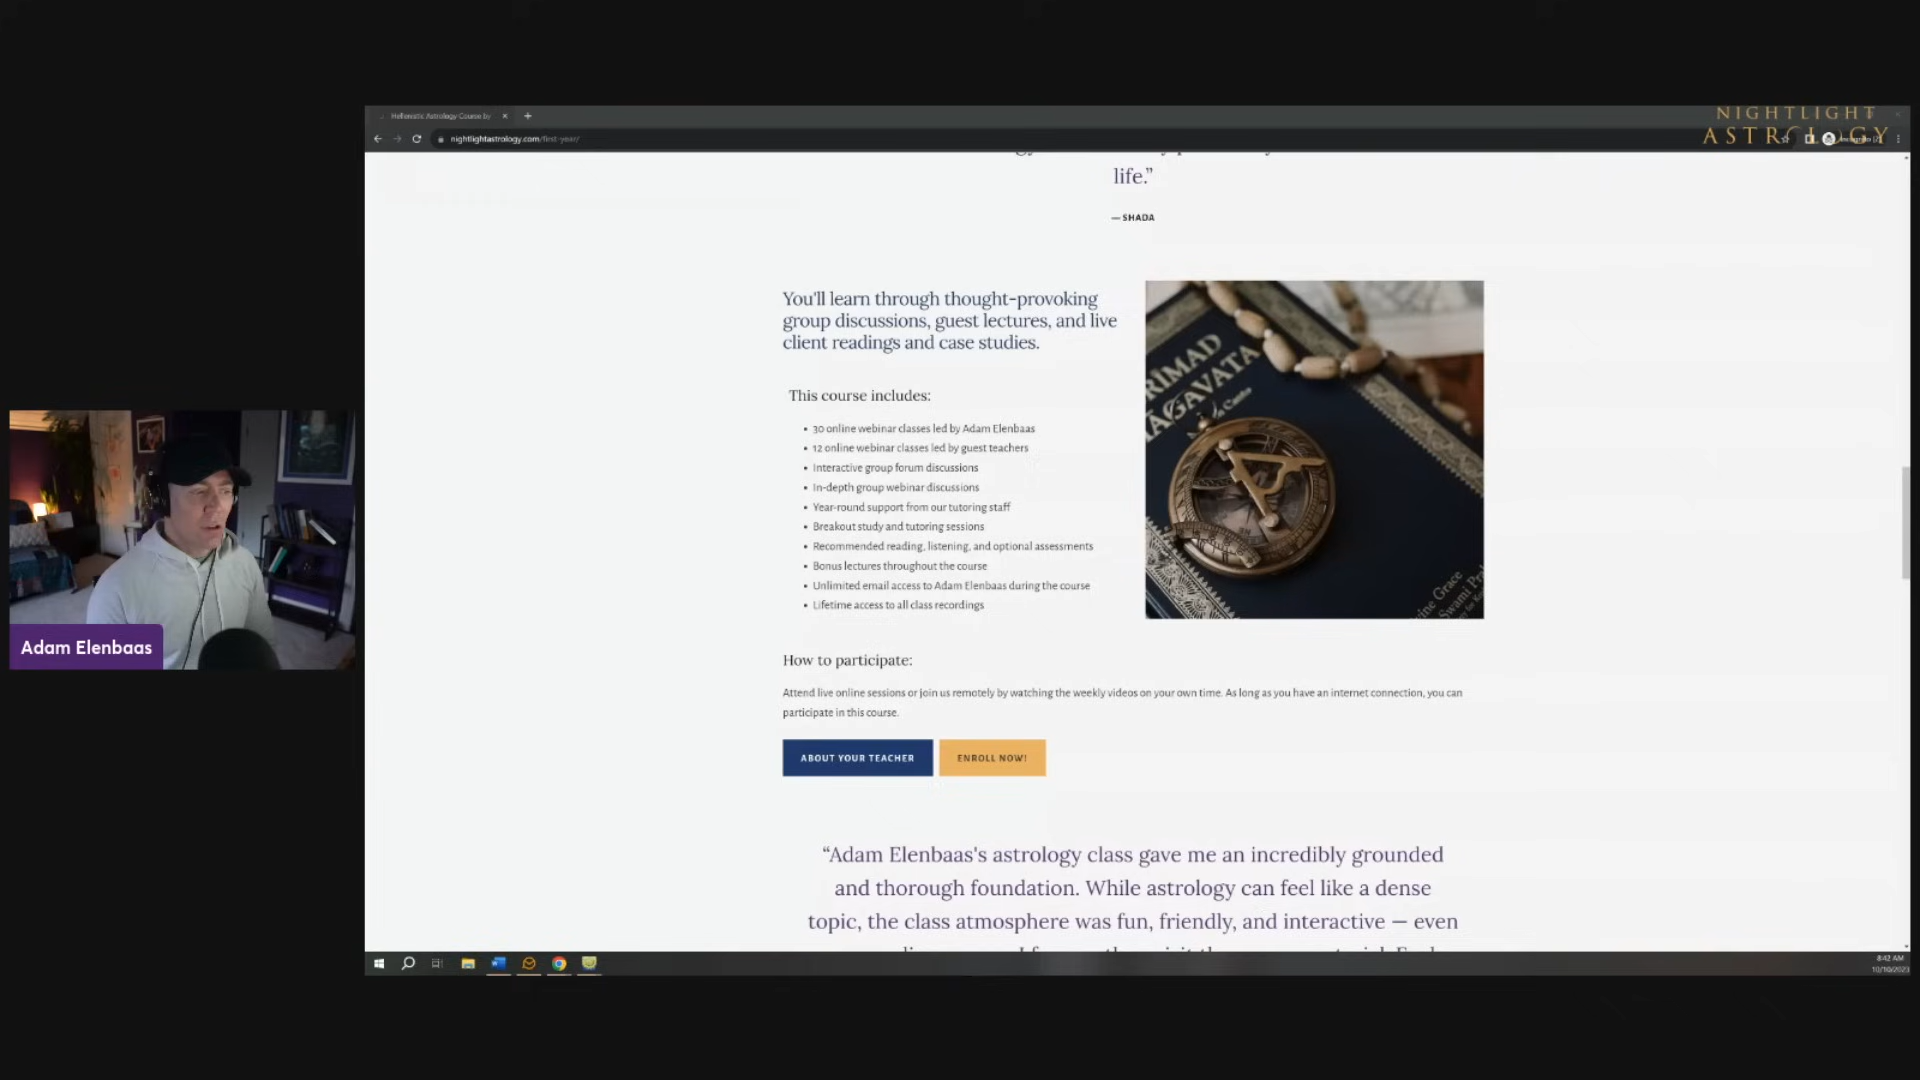 Hellenistic Astrology Course by
nightlightastrology.com/first-year/
NIGHTLIGHT
ASTROLOGY
life.”
— SHADA
You'll learn through thought-provoking
group discussions, guest lectures, and live
client readings and case studies.
This course includes:
• 30 online webinar classes led by Adam Elenbaas
• 12 online webinar classes led by guest teachers
• Interactive group forum discussions
• In-depth group webinar discussions
• Year-round support from our tutoring staff
• Breakout study and tutoring sessions
• Recommended reading, listening, and optional assessments
• Bonus lectures throughout the course
• Unlimited email access to Adam Elenbaas during the course
• Lifetime access to all class recordings
RIMAD
AGAVATA
ine Grace
Swami Pra
How to participate:
Attend live online sessions or join us remotely by watching the weekly videos on your own time. As long as you have an internet connection, you can
participate in this course.
ABOUT YOUR TEACHER
ENROLL NOW!
“Adam Elenbaas's astrology class gave me an incredibly grounded
and thorough foundation. While astrology can feel like a dense
topic, the class atmosphere was fun, friendly, and interactive — even
Adam Elenbaas
8:42 AM
10/10/2023